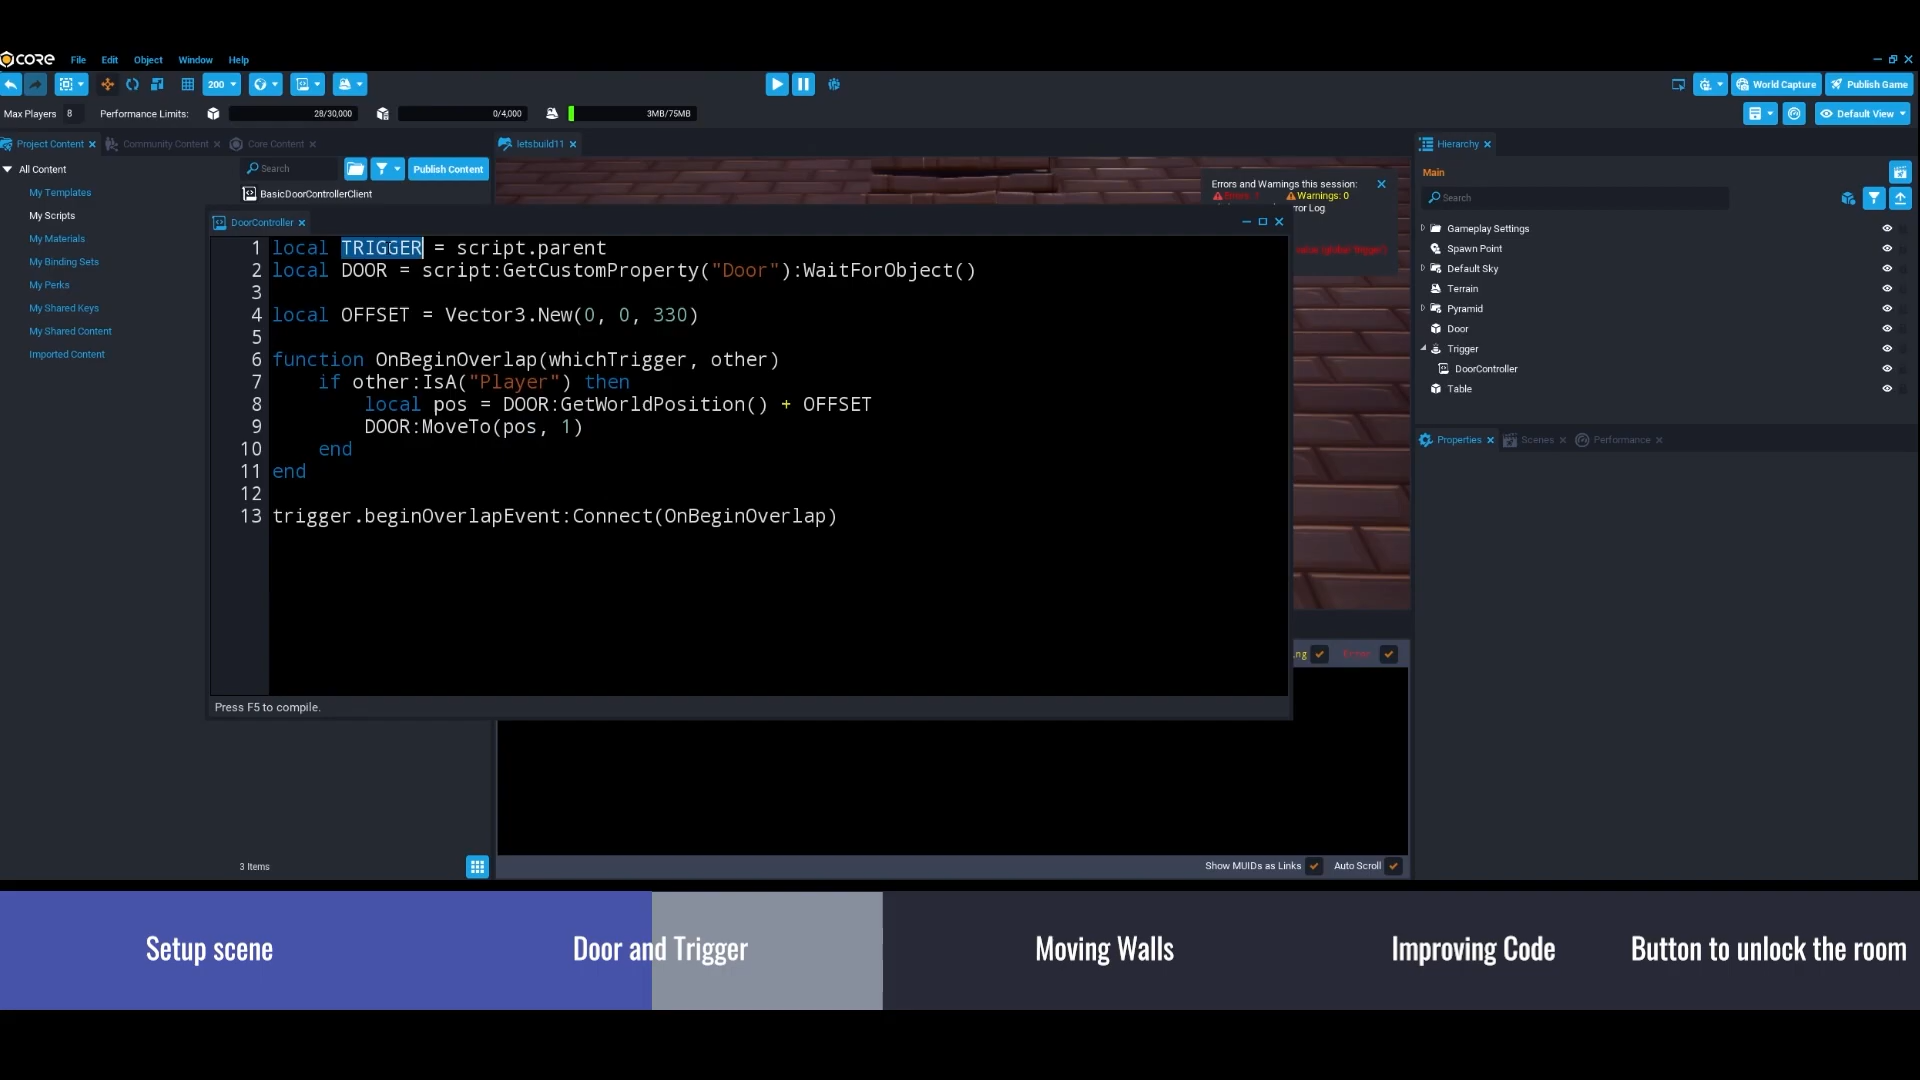 CORE File Edit Object Window Help
200 World Capture Publish Game
Max Players 8 Performance Limits: 28/30,000 0/4,000 3MB/75MB Default View
Project Content Community Content Core Content letsbuild11 Hierarchy
All Content
Search Publish Content
BasicDoorControllerClient
My Templates
My Scripts
My Materials
My Binding Sets
My Perks
My Shared Keys
My Shared Content
Imported Content
3 Items
Errors and Warnings this session:
Warnings: 0
ror Log
DoorController
1 local TRIGGER = script.parent
2 local DOOR = script:GetCustomProperty("Door"):WaitForObject()
3
4 local OFFSET = Vector3.New(0, 0, 330)
5
6 function OnBeginOverlap(whichTrigger, other)
7 if other:IsA("Player") then
8 local pos = DOOR:GetWorldPosition() + OFFSET
9 DOOR:MoveTo(pos, 1)
10 end
11 end
12
13 trigger.beginOverlapEvent:Connect(OnBeginOverlap)
Press F5 to compile.
ng Error
Show MUIDs as Links Auto Scroll
Main
Search
Gameplay Settings
Spawn Point
Default Sky
Terrain
Pyramid
Door
Trigger
DoorController
Table
Properties Scenes Performance
Setup scene Door and Trigger Moving Walls Improving Code Button to unlock the room